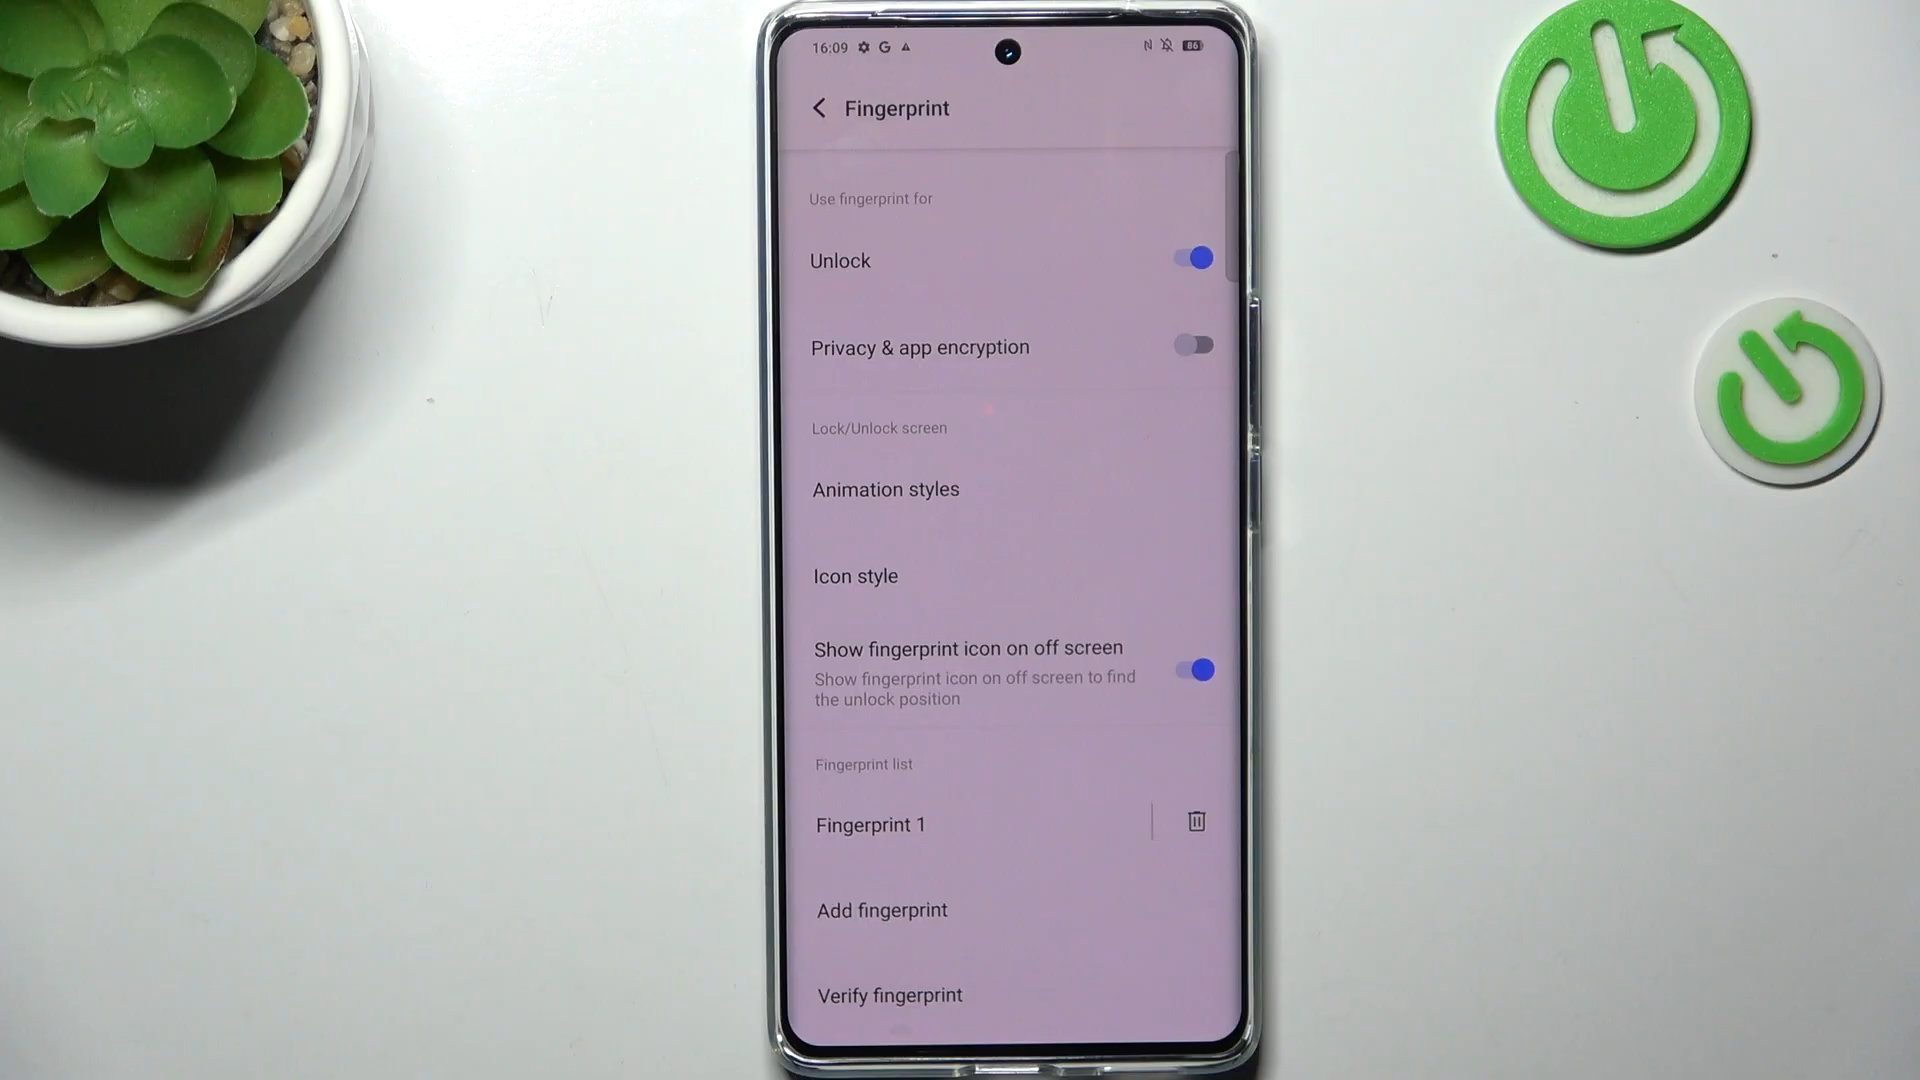 16:09
86
Fingerprint
Use fingerprint for
Unlock
Privacy & app encryption
Lock/Unlock screen
Animation styles
Icon style
Show fingerprint icon on off screen
Show fingerprint icon on off screen to find
the unlock position
Fingerprint list
Fingerprint 1
Add fingerprint
Verify fingerprint